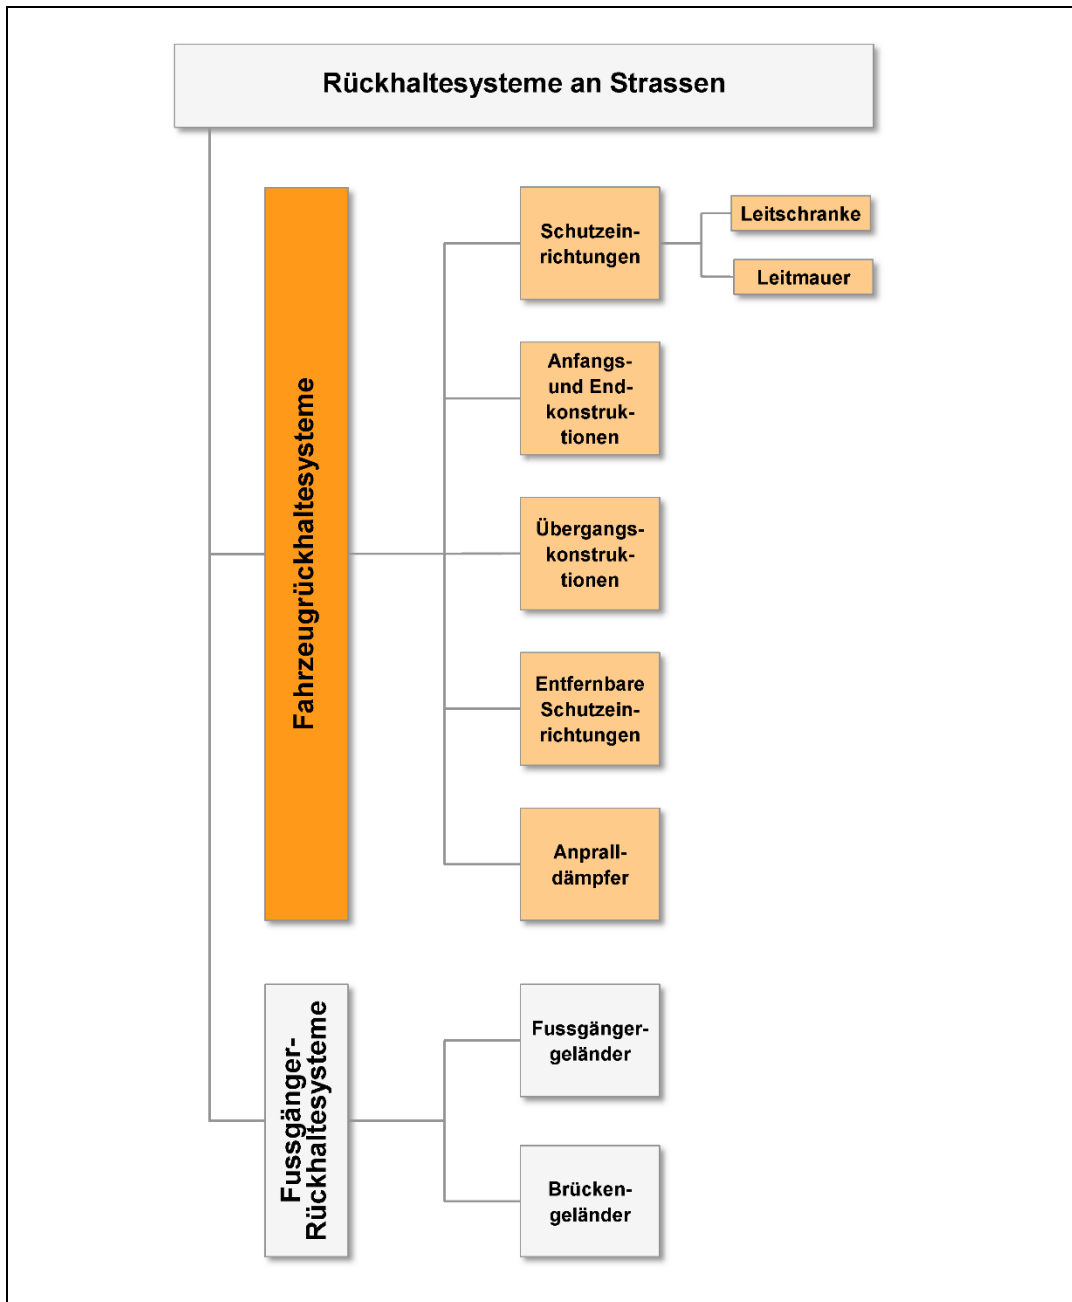 Rückhaltesysteme an Strassen
Fahrzeugrückhaltesysteme
Schutzein-
richtungen
Leitschranke
Leitmauer
Anfangs-
und End-
konstruk-
tionen
Übergangs-
konstruk-
tionen
Entfernbare
Schutzein-
richtungen
Anprall-
dämpfer
Fussgänger-
Rückhaltesysteme
Fussgänger-
geländer
Brücken-
geländer